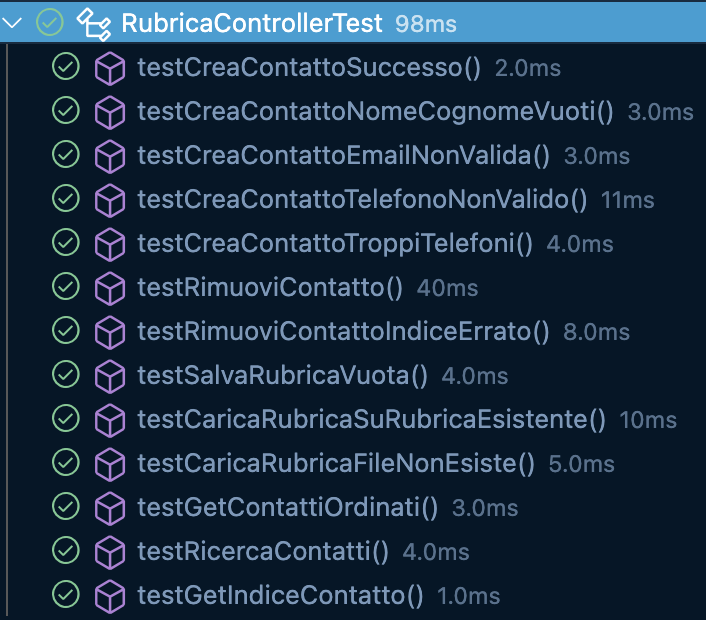 RubricaControllerTest 98ms
testCreaContattoSuccesso() 2.0ms
testCreaContattoNomeCognomeVuoti() 3.0ms
testCreaContattoEmailNonValida() 3.0ms
testCreaContattoTelefonoNonValido() 11ms
testCreaContattoTroppiTelefoni() 4.0ms
testRimuoviContatto() 40ms
testRimuoviContattoIndiceErrato() 8.0ms
testSalvaRubricaVuota() 4.0ms
testCaricaRubricaSuRubricaEsistente() 10ms
testCaricaRubricaFileNonEsiste() 5.0ms
testGetContattiOrdinati() 3.0ms
testRicercaContatti() 4.0ms
testGetIndiceContatto() 1.0ms